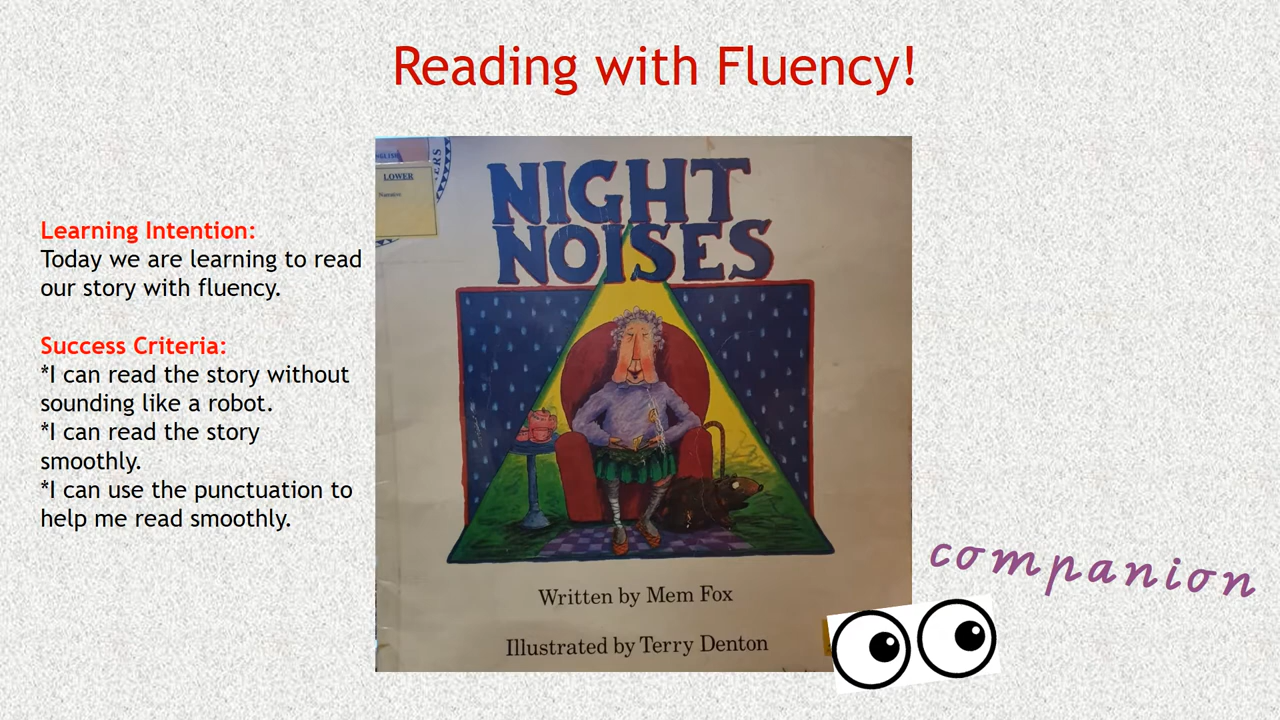 Reading with Fluency!
Learning Intention:
Today we are learning to read
our story with fluency.
Success Criteria:
*I can read the story without
sounding like a robot.
*I can read the story
smoothly.
*I can use the punctuation to
help me read smoothly.
LOWER
Narrative
NIGHT
NOISES
Written by Mem Fox
Illustrated by Terry Denton
companion